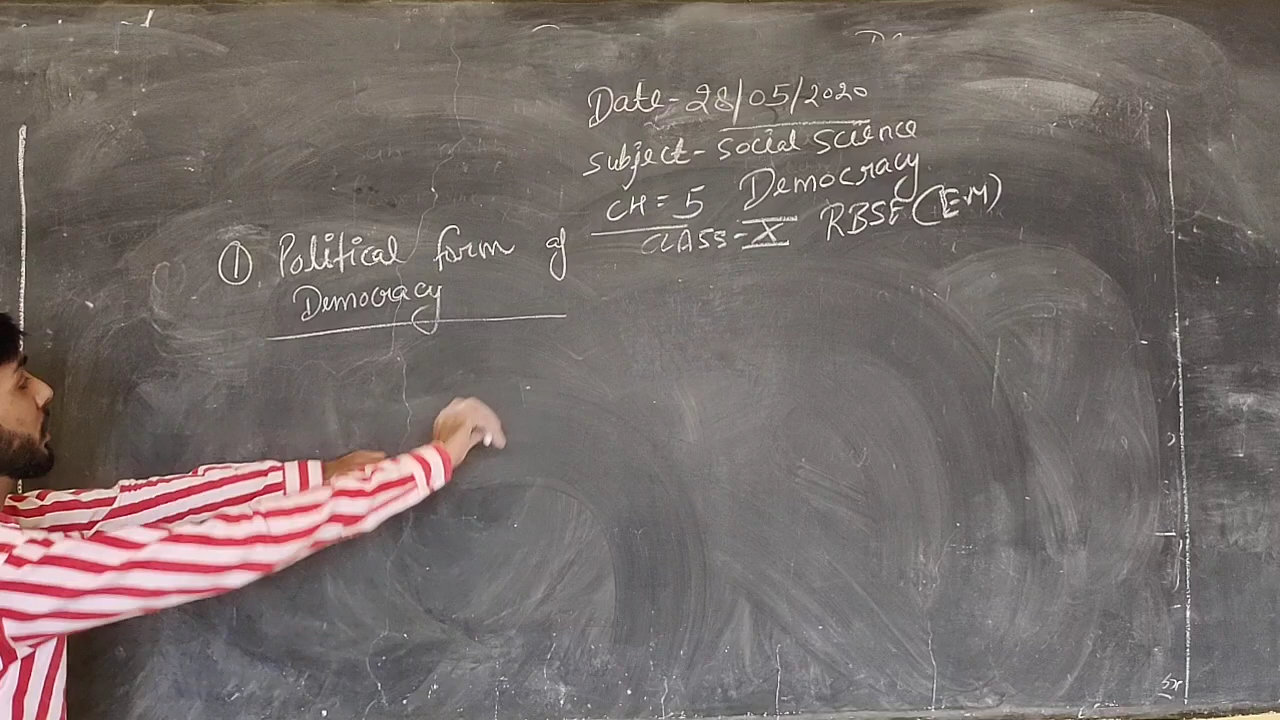 Date-28/05/2020
Subject-Social Science
CH=5 Democracy
CLASS-X RBSE(EM)
① Political form of
Democracy